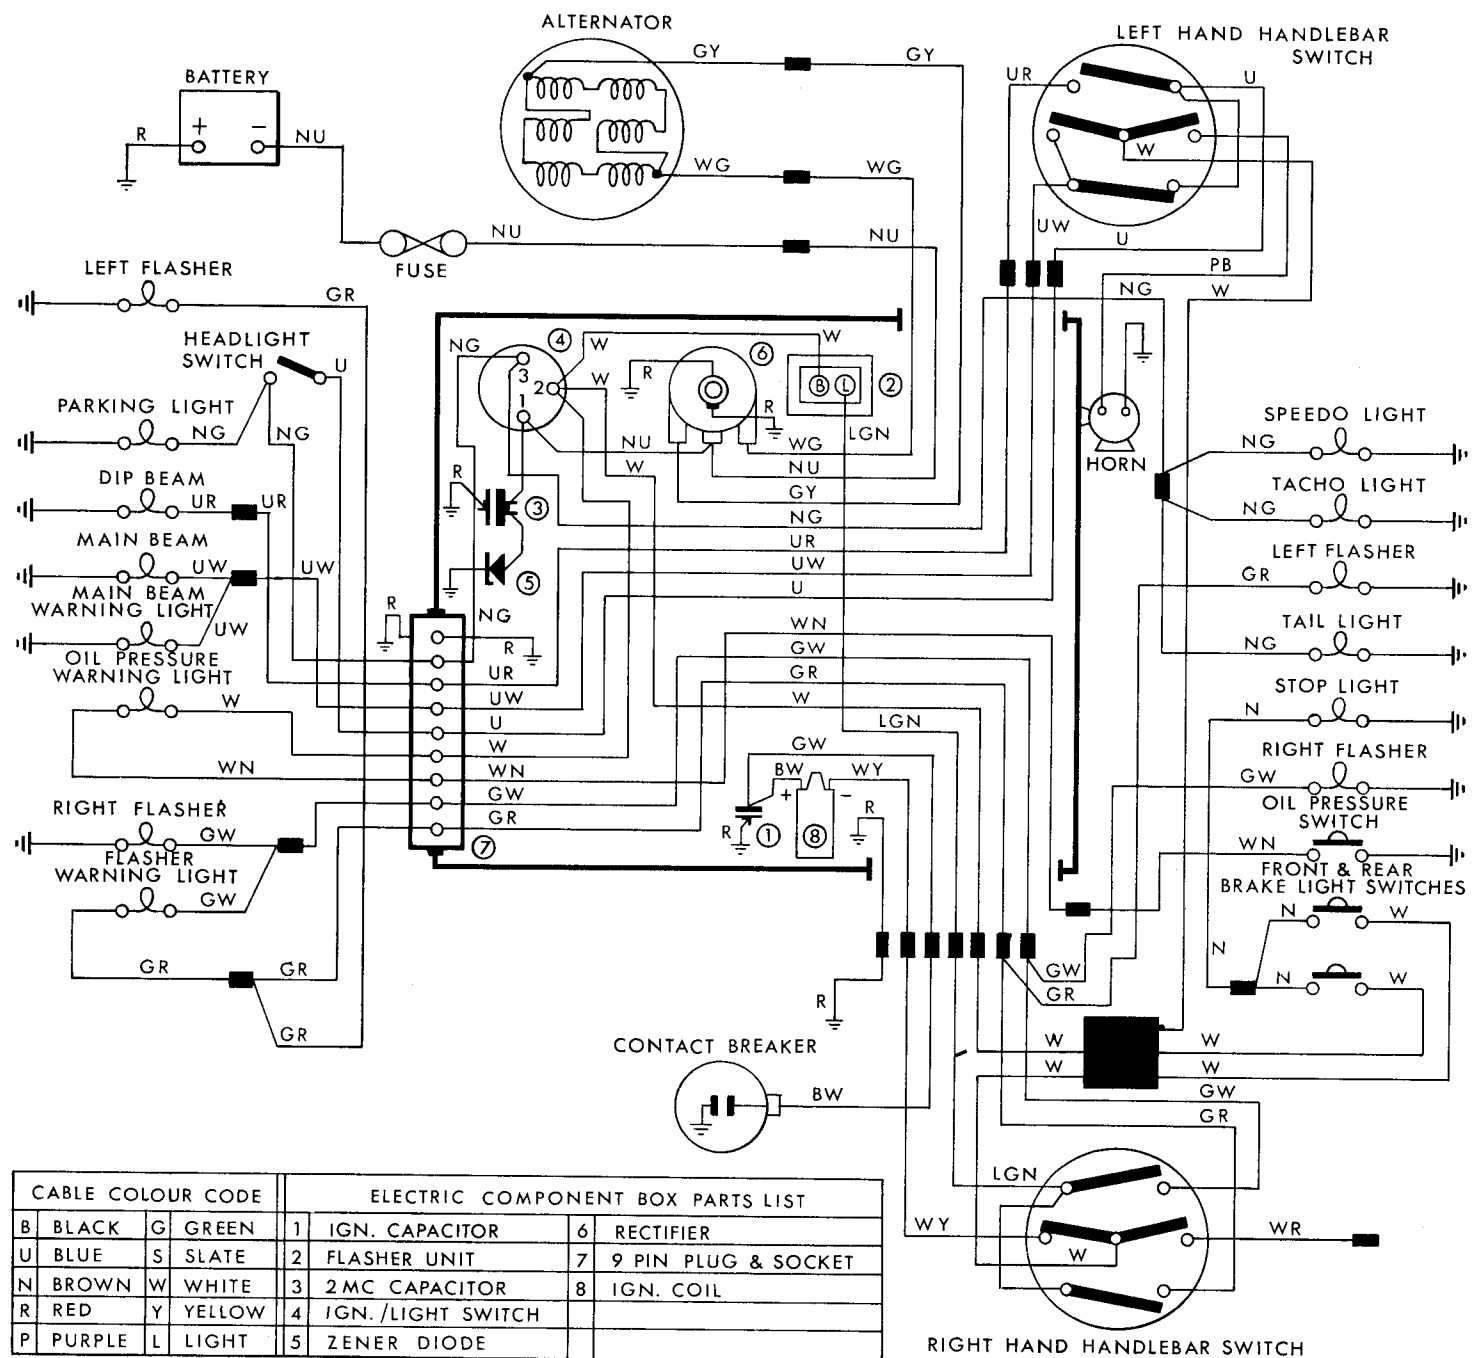 ALTERNATOR
LEFT HAND HANDLEBAR
SWITCH
GY
GY
BATTERY
UR
U
+
−
R
NU
W
WG
WG
UW
NU
NU
U
FUSE
PB
LEFT FLASHER
GR
NG
W
HEADLIGHT
SWITCH
U
NG
4
W
6
W
3
2
1
W
R
B
L
2
R
PARKING LIGHT
NG
NG
NU
W
WG
LGN
NU
GY
NG
UR
UW
U
HORN
SPEEDO LIGHT
NG
TACHO LIGHT
NG
DIP BEAM
UR
UR
R
3
MAIN BEAM
UW
UW
5
LEFT FLASHER
GR
MAIN BEAM
WARNING LIGHT
UW
R
NG
R
WN
GW
GR
W
TAIL LIGHT
NG
OIL PRESSURE
WARNING LIGHT
W
WN
UR
UW
U
W
WN
GW
GR
STOP LIGHT
N
LGN
GW
BW
WY
+
−
R
R
1
8
7
RIGHT FLASHER
GW
RIGHT FLASHER
GW
OIL PRESSURE
SWITCH
WN
FLASHER
WARNING LIGHT
GW
FRONT & REAR
BRAKE LIGHT SWITCHES
N
W
N
N
W
GR
GR
GR
GW
GR
R
CONTACT BREAKER
BW
W
W
W
W
GW
GR
LGN
WY
W
WR
RIGHT HAND HANDLEBAR SWITCH
CABLE COLOUR CODE
ELECTRIC COMPONENT BOX PARTS LIST
B BLACK G GREEN 1 IGN. CAPACITOR 6 RECTIFIER
U BLUE S SLATE 2 FLASHER UNIT 7 9 PIN PLUG & SOCKET
N BROWN W WHITE 3 2MC CAPACITOR 8 IGN. COIL
R RED Y YELLOW 4 IGN./LIGHT SWITCH
P PURPLE L LIGHT 5 ZENER DIODE